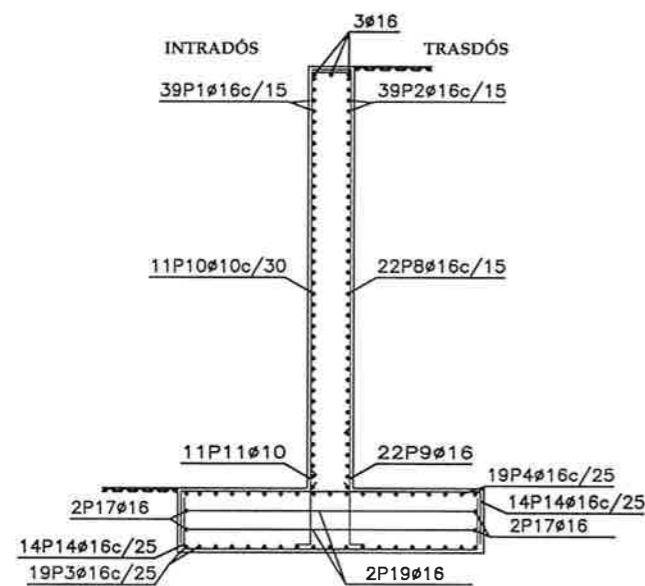 3ø16
INTRADÓS
TRASDÓS
39P1ø16c/15
39P2ø16c/15
11P10ø10c/30
22P8ø16c/15
11P11ø10
22P9ø16
19P4ø16c/25
14P14ø16c/25
2P17ø16
2P17ø16
14P14ø16c/25
19P3ø16c/25
2P19ø16